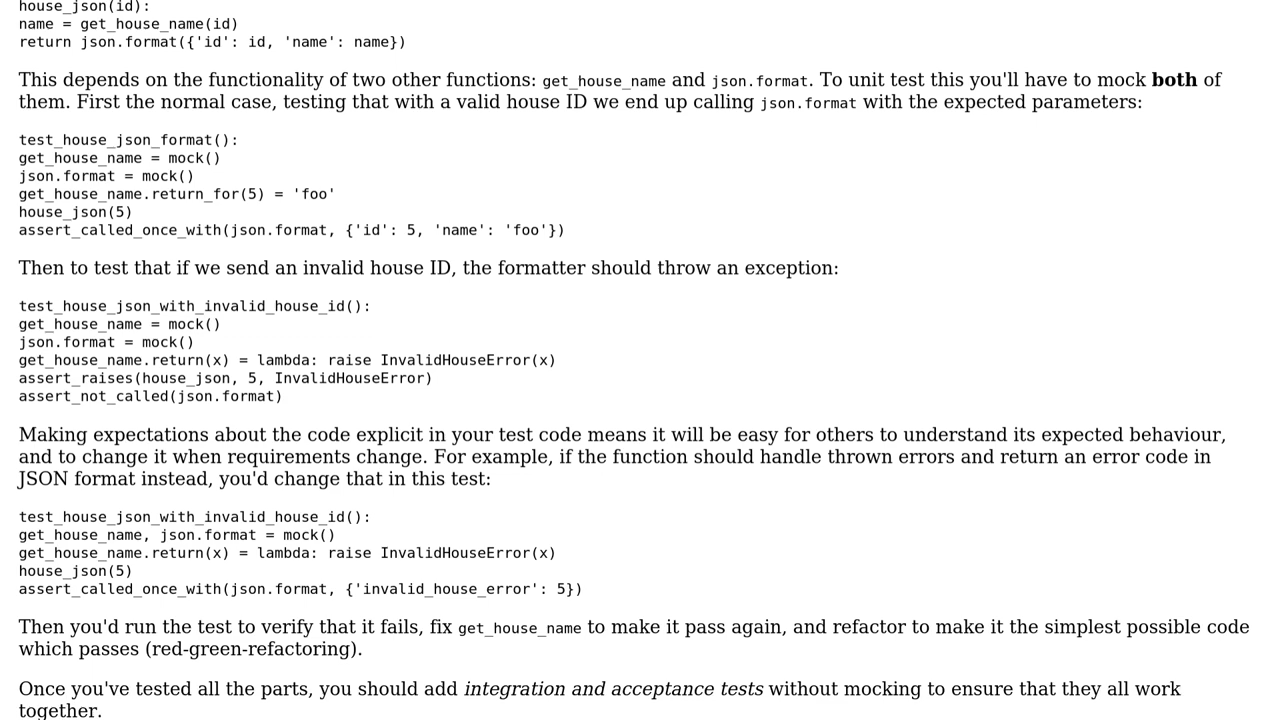 house_json(id):
name = get_house_name(id)
return json.format({'id': id, 'name': name})
This depends on the functionality of two other functions: get_house_name and json.format. To unit test this you'll have to mock both of
them. First the normal case, testing that with a valid house ID we end up calling json.format with the expected parameters:
test_house_json_format():
get_house_name = mock()
json.format = mock()
get_house_name.return_for(5) = 'foo'
house_json(5)
assert_called_once_with(json.format, {'id': 5, 'name': 'foo'})
Then to test that if we send an invalid house ID, the formatter should throw an exception:
test_house_json_with_invalid_house_id():
get_house_name = mock()
json.format = mock()
get_house_name.return(x) = lambda: raise InvalidHouseError(x)
assert_raises(house_json, 5, InvalidHouseError)
assert_not_called(json.format)
Making expectations about the code explicit in your test code means it will be easy for others to understand its expected behaviour,
and to change it when requirements change. For example, if the function should handle thrown errors and return an error code in
JSON format instead, you'd change that in this test:
test_house_json_with_invalid_house_id():
get_house_name, json.format = mock()
get_house_name.return(x) = lambda: raise InvalidHouseError(x)
house_json(5)
assert_called_once_with(json.format, {'invalid_house_error': 5})
Then you'd run the test to verify that it fails, fix get_house_name to make it pass again, and refactor to make it the simplest possible code
which passes (red-green-refactoring).
Once you've tested all the parts, you should add integration and acceptance tests without mocking to ensure that they all work
together.